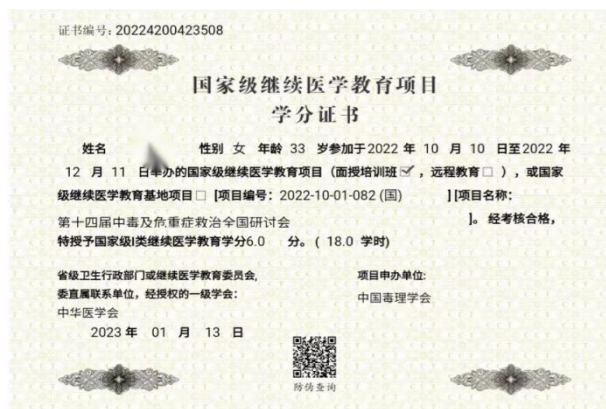 证书编号: 20224200423508
国家级继续医学教育项目
学分证书
姓名 性别 女 年龄 33 岁参加于2022 年 10 月 10 日至2022 年
12 月 11 日举办的国家级继续医学教育项目（面授培训班☑，远程教育□），或国家
级继续医学教育基地项目□ [项目编号: 2022-10-01-082 (国) ] [项目名称:
第十四届中毒及危重症救治全国研讨会 ]。经考核合格,
特授予国家级I类继续医学教育学分6.0 分。( 18.0 学时)
省级卫生行政部门或继续医学教育委员会, 项目申办单位:
委直属联系单位，经授权的一级学会: 中国毒理学会
中华医学会
2023 年 01 月 13 日
防伪查询